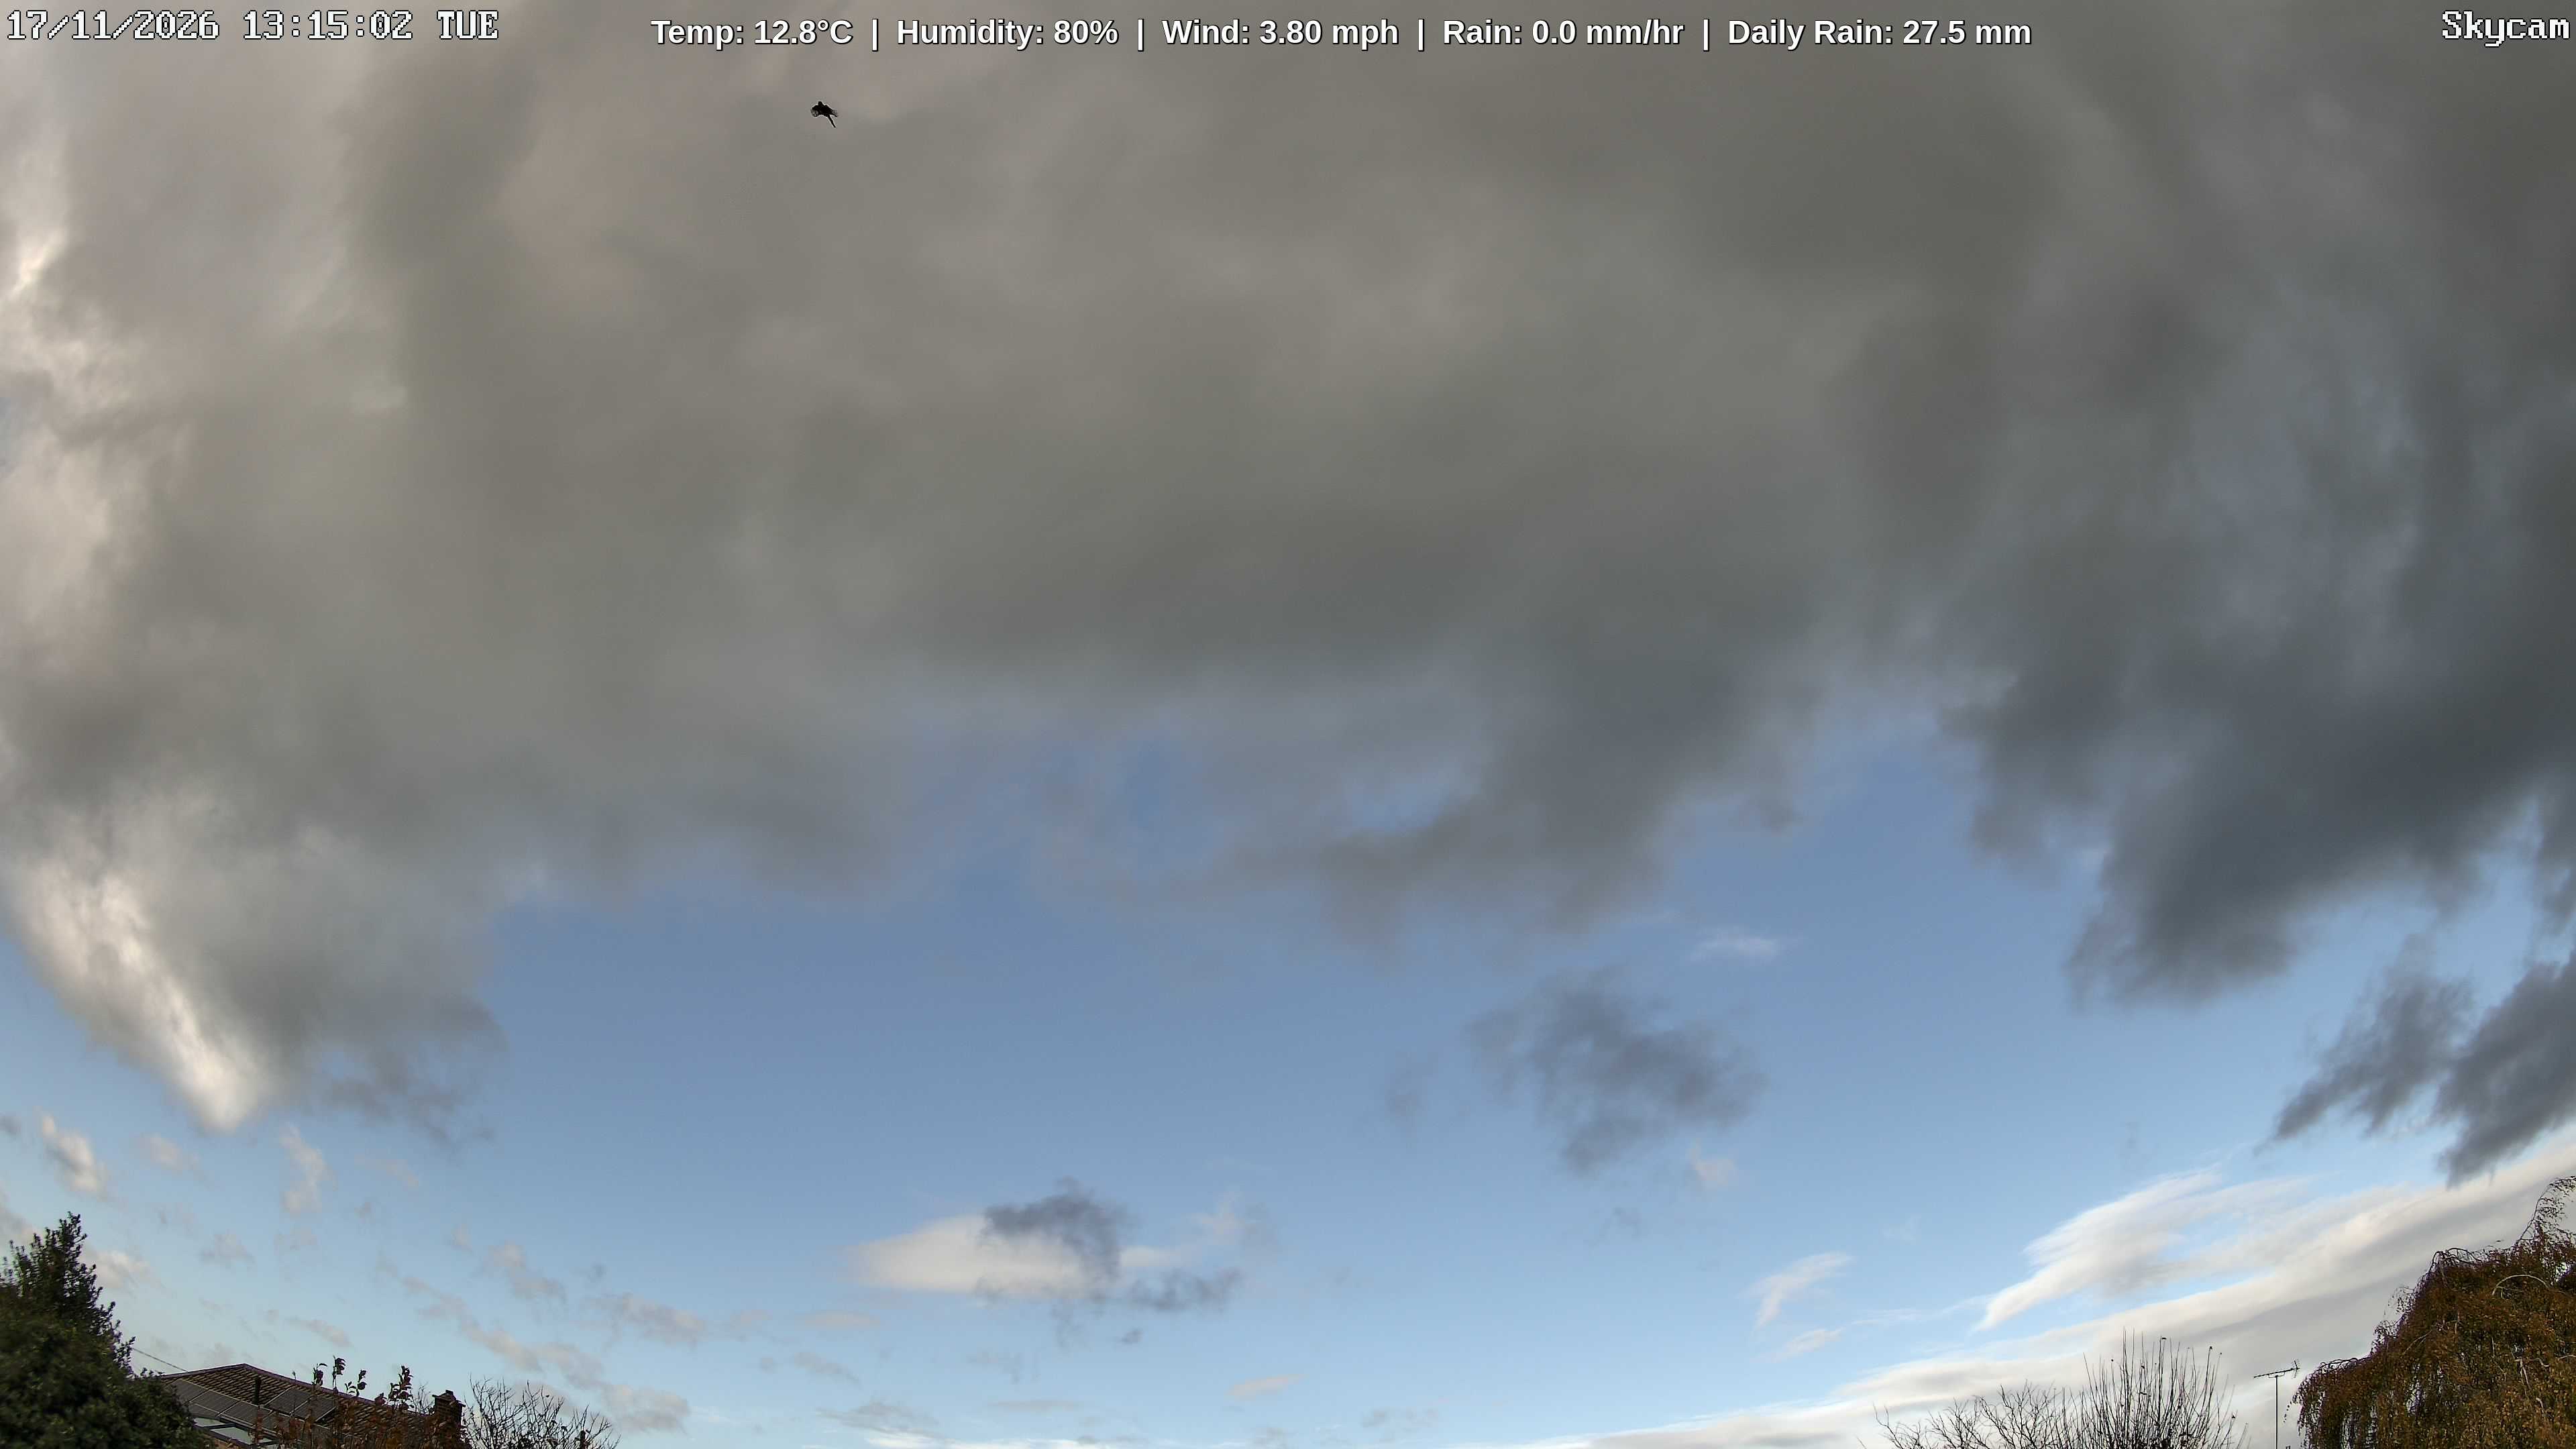 17/11/2026 13:15:02 TUE
Temp: 12.8°C | Humidity: 80% | Wind: 3.80 mph | Rain: 0.0 mm/hr | Daily Rain: 27.5 mm
Skycam